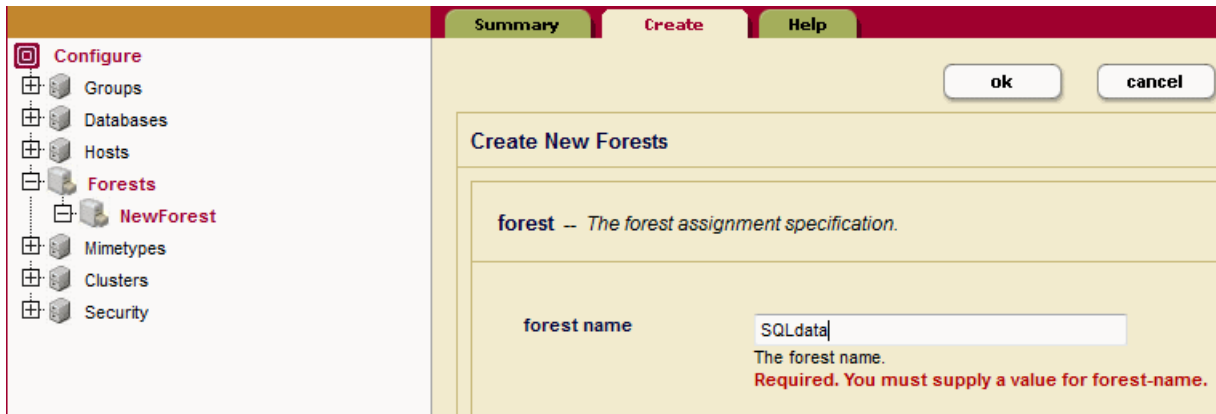 Summary
Create
Help
Configure
Groups
Databases
Hosts
Forests
NewForest
Mimetypes
Clusters
Security
ok
cancel
Create New Forests
forest -- The forest assignment specification.
forest name
SQLdata
The forest name.
Required. You must supply a value for forest-name.